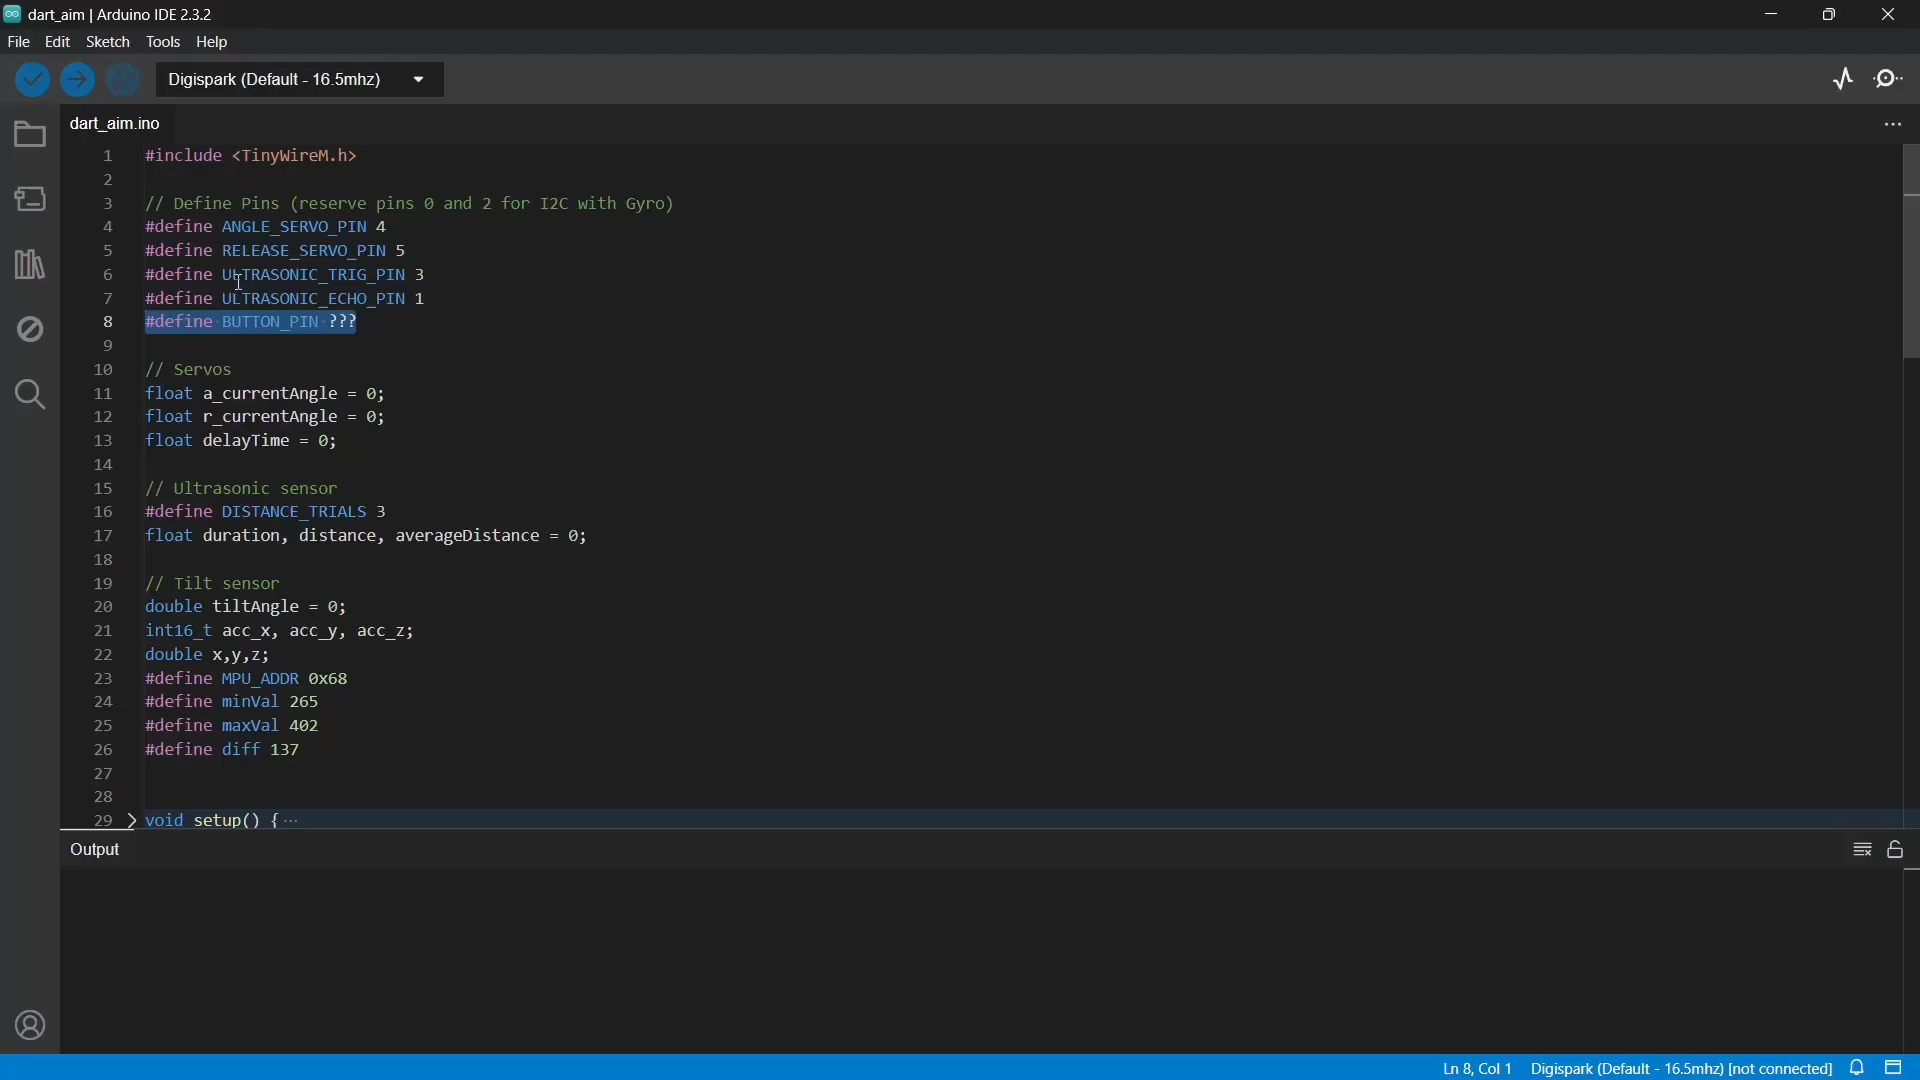 dart_aim | Arduino IDE 2.3.2
File Edit Sketch Tools Help
Digispark (Default - 16.5mhz)
dart_aim.ino
1 #include <TinyWireM.h>
2
3 // Define Pins (reserve pins 0 and 2 for I2C with Gyro)
4 #define ANGLE_SERVO_PIN 4
5 #define RELEASE_SERVO_PIN 5
6 #define ULTRASONIC_TRIG_PIN 3
7 #define ULTRASONIC_ECHO_PIN 1
8 #define BUTTON_PIN ???
9
10 // Servos
11 float a_currentAngle = 0;
12 float r_currentAngle = 0;
13 float delayTime = 0;
14
15 // Ultrasonic sensor
16 #define DISTANCE_TRIALS 3
17 float duration, distance, averageDistance = 0;
18
19 // Tilt sensor
20 double tiltAngle = 0;
21 int16_t acc_x, acc_y, acc_z;
22 double x,y,z;
23 #define MPU_ADDR 0x68
24 #define minVal 265
25 #define maxVal 402
26 #define diff 137
27
28
29 void setup() { ...
Output
Ln 8, Col 1 Digispark (Default - 16.5mhz) [not connected]